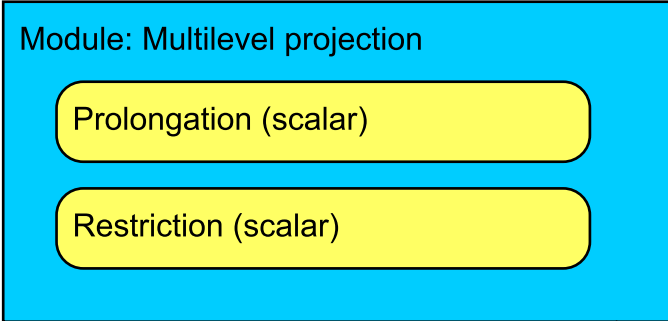 Module: Multilevel projection
Prolongation (scalar)
Restriction (scalar)